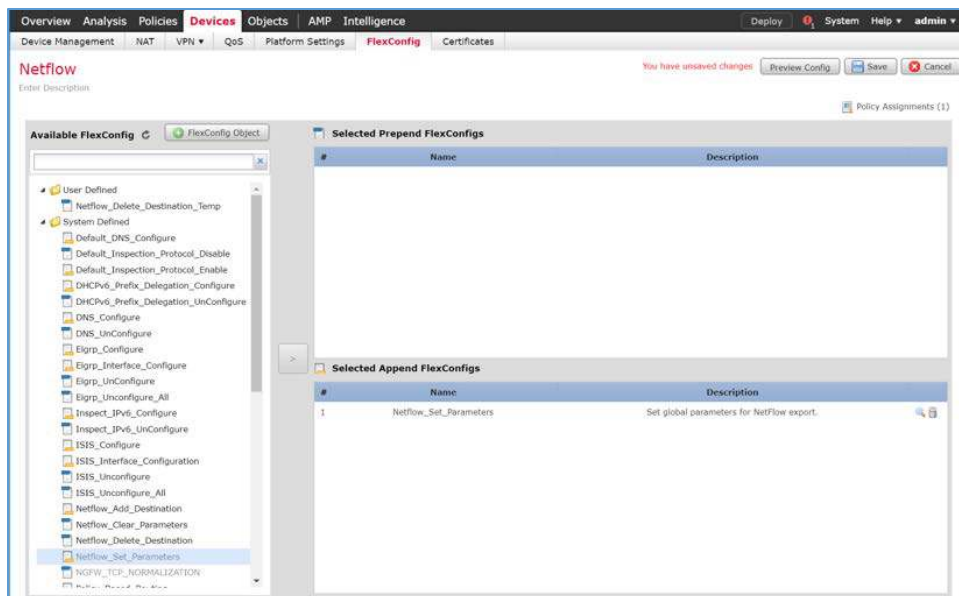 Overview Analysis Policies Devices Objects AMP Intelligence Deploy 1 System Help ▾ admin ▾
Device Management NAT VPN ▾ QoS Platform Settings FlexConfig Certificates
Netflow
You have unsaved changes Preview Config Save Cancel
Enter Description
Policy Assignments (1)
Available FlexConfig FlexConfig Object
Selected Prepend FlexConfigs
# Name Description
User Defined
Netflow_Delete_Destination_Temp
System Defined
Default_DNS_Configure
Default_Inspection_Protocol_Disable
Default_Inspection_Protocol_Enable
DHCPv6_Prefix_Delegation_Configure
DHCPv6_Prefix_Delegation_UnConfigure
DNS_Configure
DNS_UnConfigure
Eigrp_Configure
Eigrp_Interface_Configure
Eigrp_UnConfigure
Eigrp_Unconfigure_All
Inspect_IPv6_Configure
Inspect_IPv6_UnConfigure
ISIS_Configure
ISIS_Interface_Configuration
ISIS_Unconfigure
ISIS_Unconfigure_All
Netflow_Add_Destination
Netflow_Clear_Parameters
Netflow_Delete_Destination
Netflow_Set_Parameters
NGFW_TCP_NORMALIZATION
>
Selected Append FlexConfigs
# Name Description
1 Netflow_Set_Parameters Set global parameters for NetFlow export.